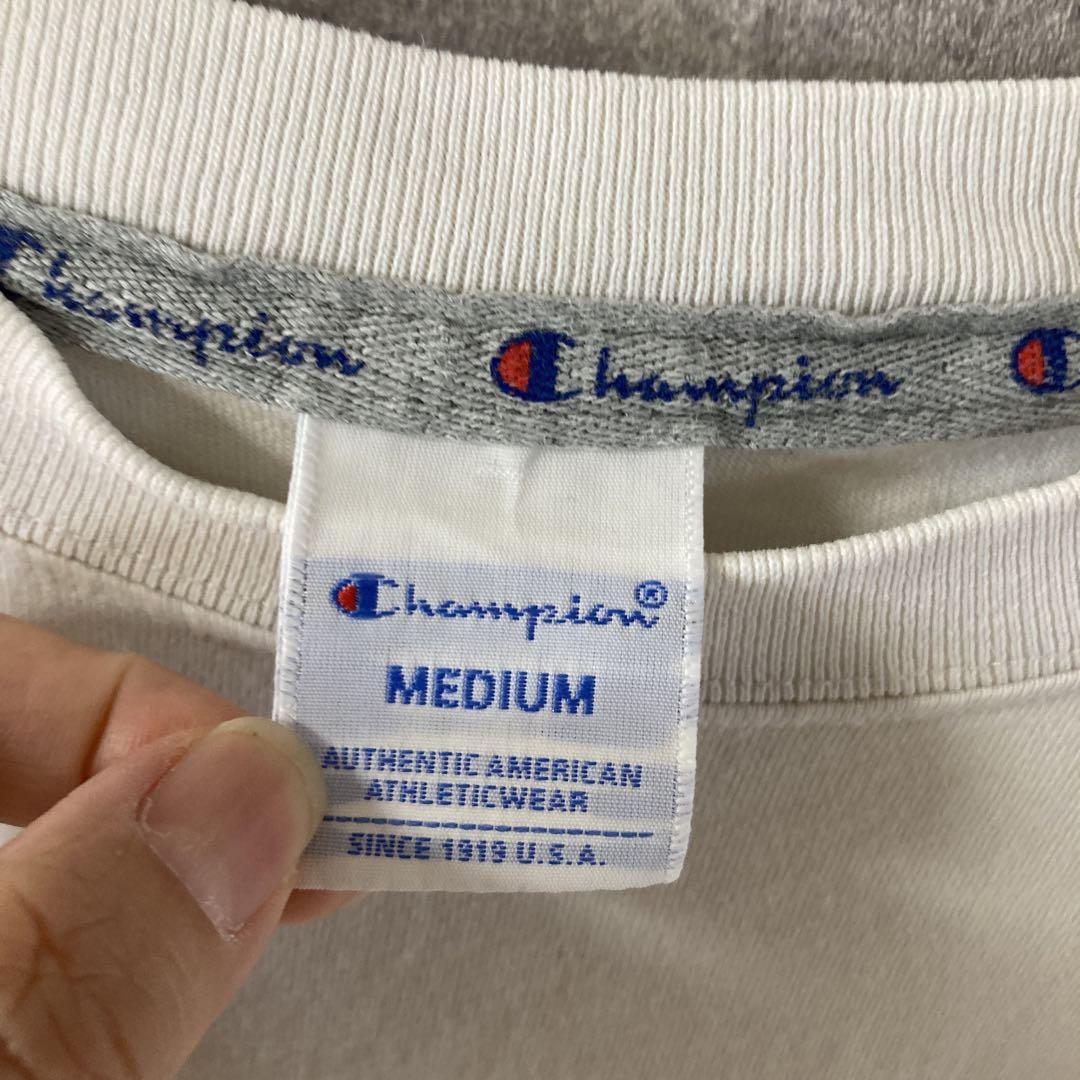 Champion Champion
Champion®
MEDIUM
AUTHENTIC AMERICAN
ATHLETICWEAR
SINCE 1919 U.S.A.